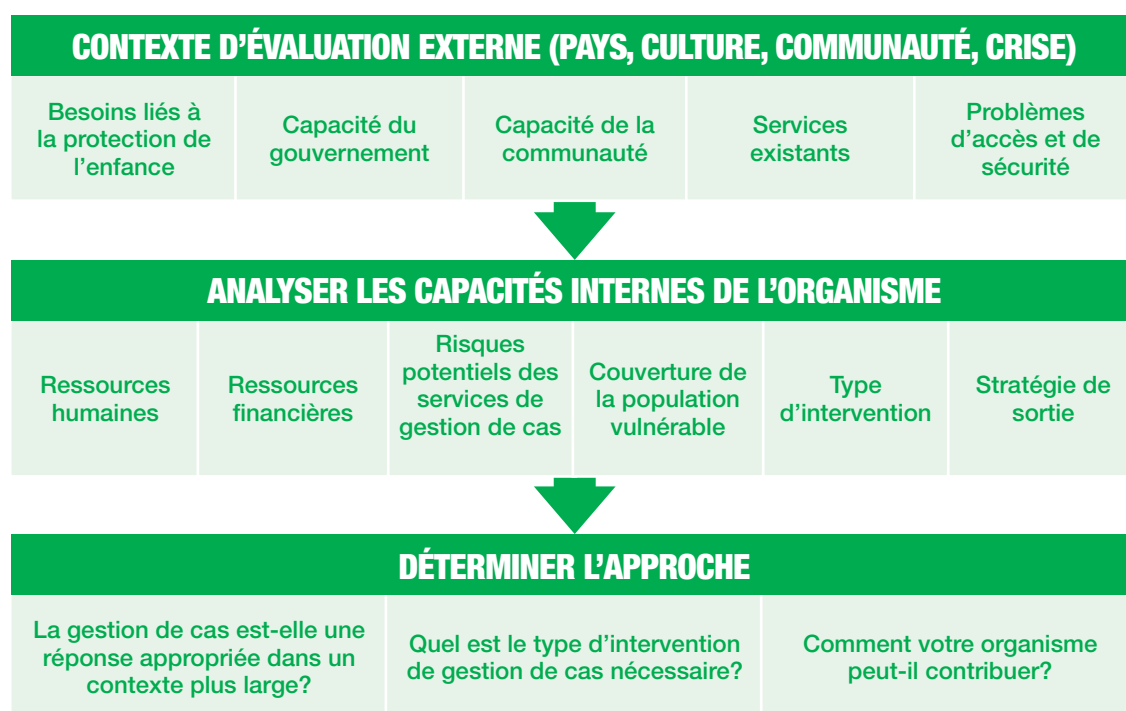 CONTEXTE D'ÉVALUATION EXTERNE (PAYS, CULTURE, COMMUNAUTÉ, CRISE)
Besoins liés à
la protection de
l'enfance
Capacité du
gouvernement
Capacité de la
communauté
Services
existants
Problèmes
d'accès et de
sécurité
ANALYSER LES CAPACITÉS INTERNES DE L'ORGANISME
Ressources
humaines
Ressources
financières
Risques
potentiels des
services de
gestion de cas
Couverture de
la population
vulnérable
Type
d'intervention
Stratégie de
sortie
DÉTERMINER L'APPROCHE
La gestion de cas est-elle une
réponse appropriée dans un
contexte plus large?
Quel est le type d'intervention
de gestion de cas nécessaire?
Comment votre organisme
peut-il contribuer?